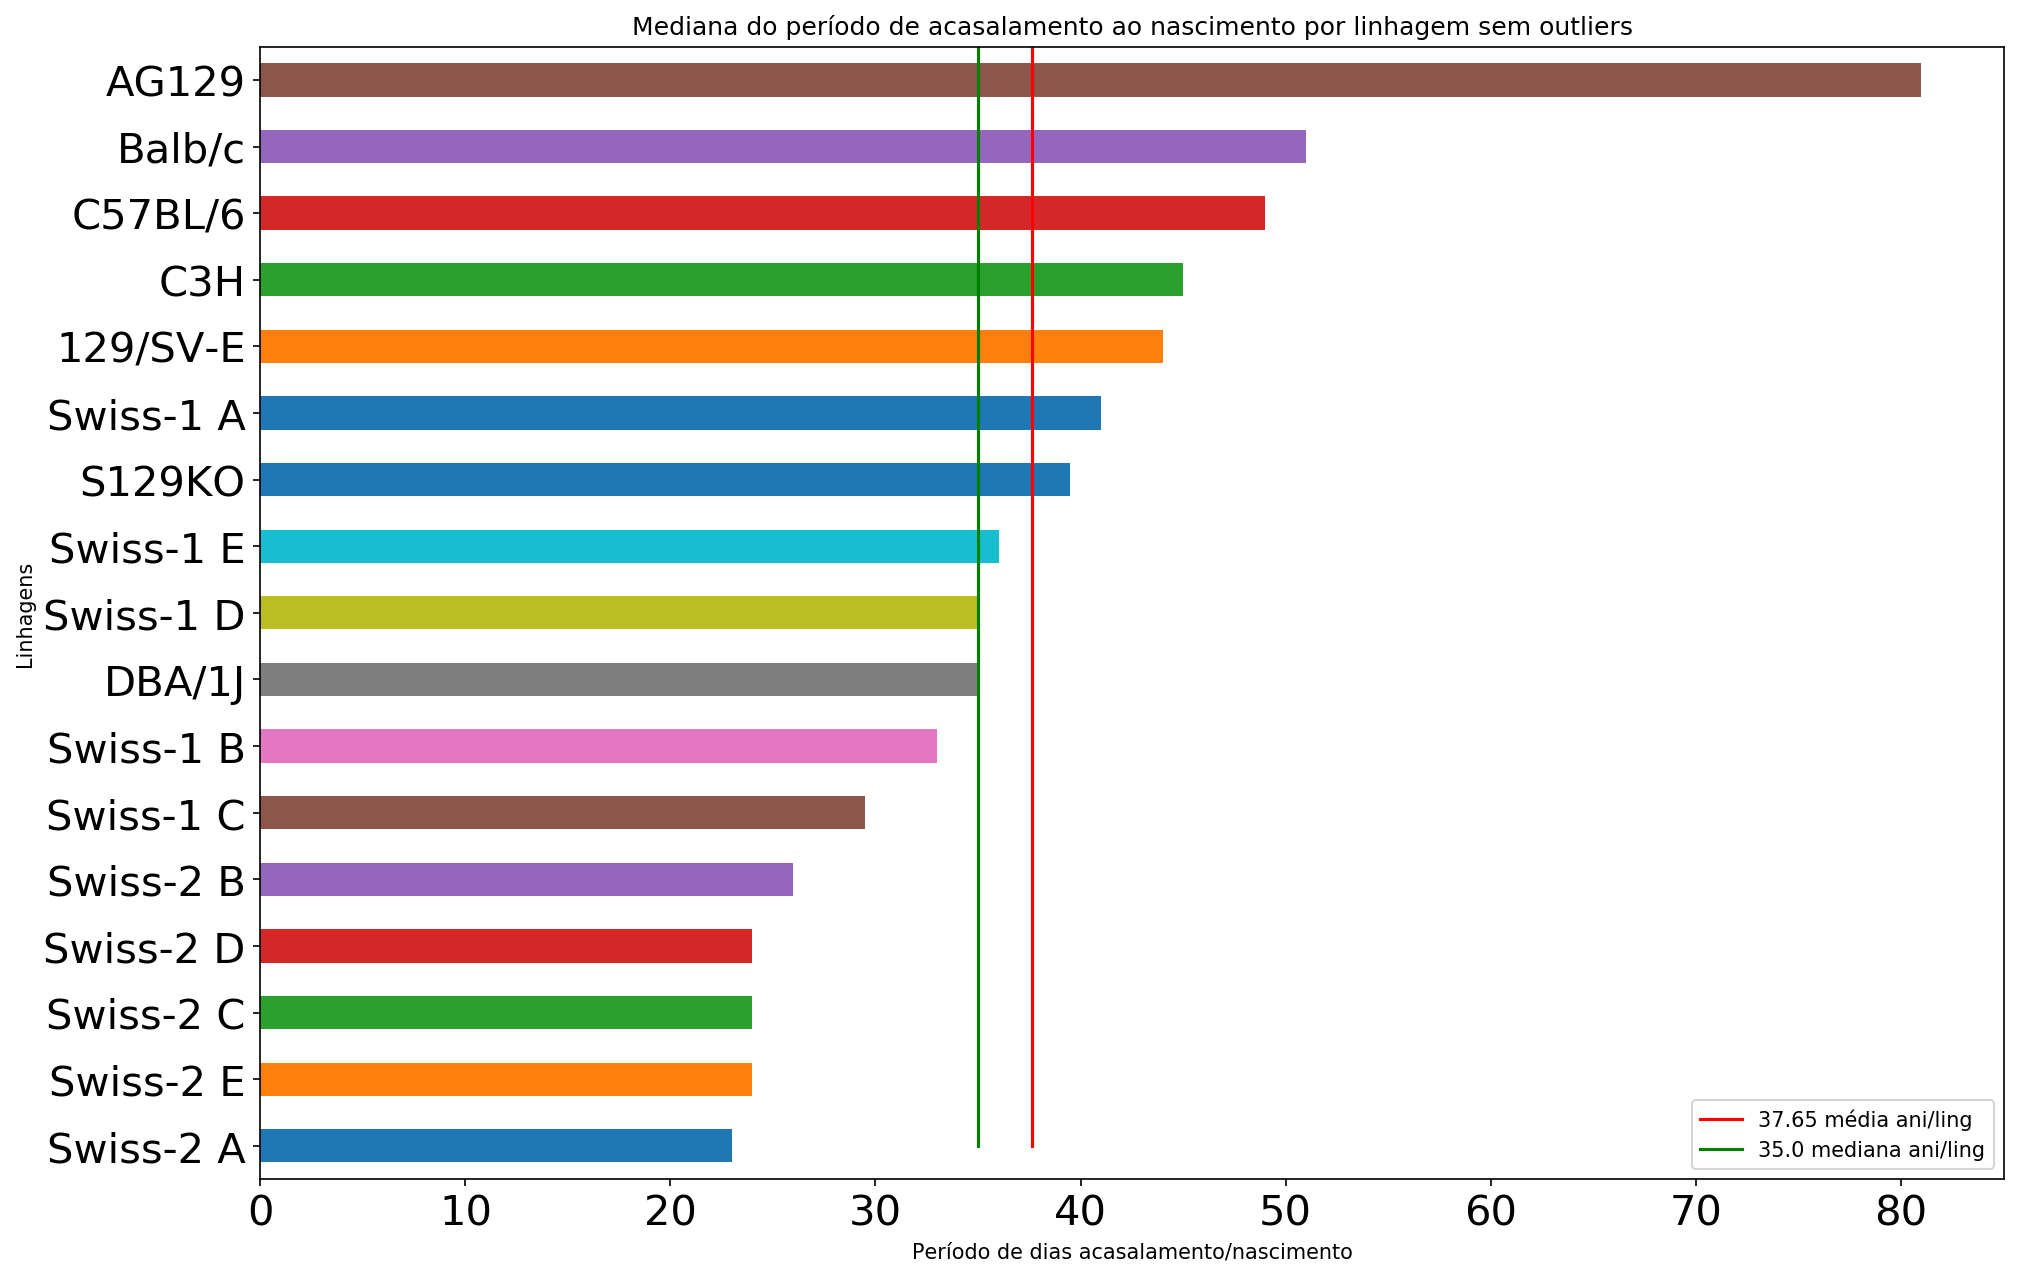 Mediana do período de acasalamento ao nascimento por linhagem sem outliers
AG129
Balb/c
C57BL/6
C3H
129/SV-E
Swiss-1 A
S129KO
Swiss-1 E
Swiss-1 D
DBA/1J
Swiss-1 B
Swiss-1 C
Swiss-2 B
Swiss-2 D
Swiss-2 C
Swiss-2 E
Swiss-2 A
Linhagens
37.65 média ani/ling
35.0 mediana ani/ling
0 10 20 30 40 50 60 70 80
Período de dias acasalamento/nascimento